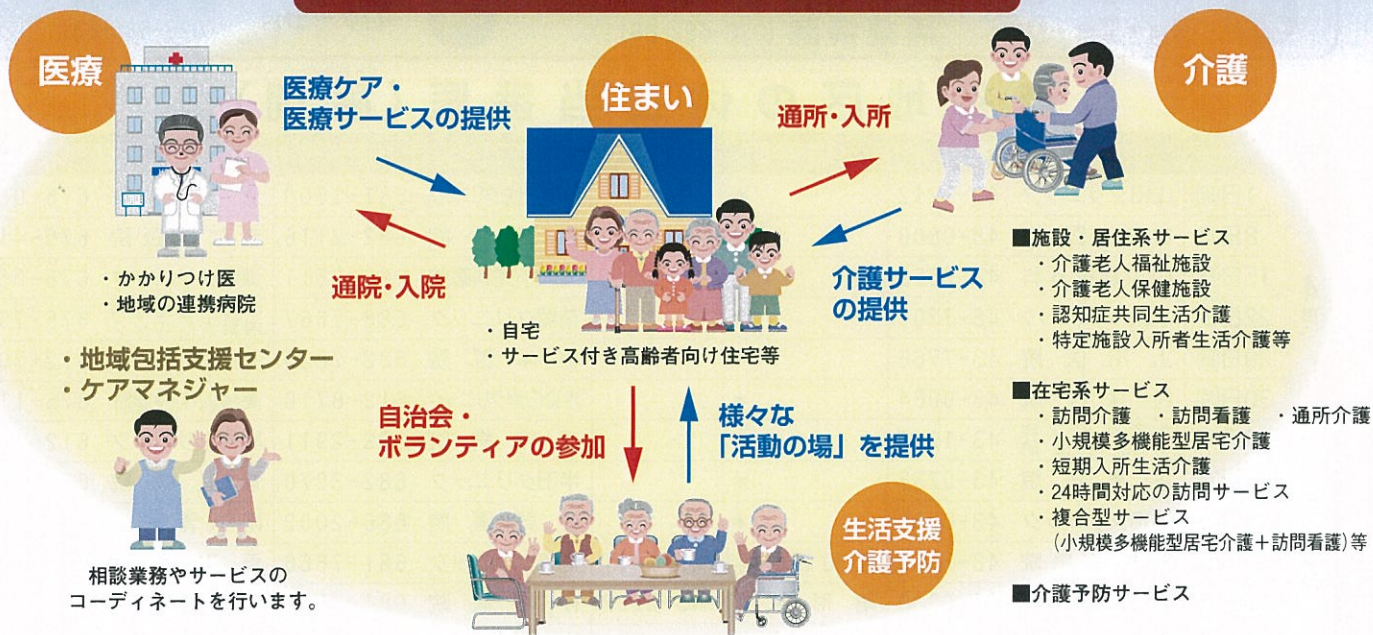 医療
医療ケア・
医療サービスの提供
通院・入院
・かかりつけ医
・地域の連携病院
・地域包括支援センター
・ケアマネジャー
相談業務やサービスの
コーディネートを行います。
住まい
・自宅
・サービス付き高齢者向け住宅等
通所・入所
介護サービス
の提供
自治会・
ボランティアの参加
様々な
「活動の場」を提供
生活支援
介護予防
介護
■施設・居住系サービス
・介護老人福祉施設
・介護老人保健施設
・認知症共同生活介護
・特定施設入所者生活介護等
■在宅系サービス
・訪問介護 ・訪問看護 ・通所介護
・小規模多機能型居宅介護
・短期入所生活介護
・24時間対応の訪問サービス
・複合型サービス
(小規模多機能型居宅介護+訪問看護)等
■介護予防サービス